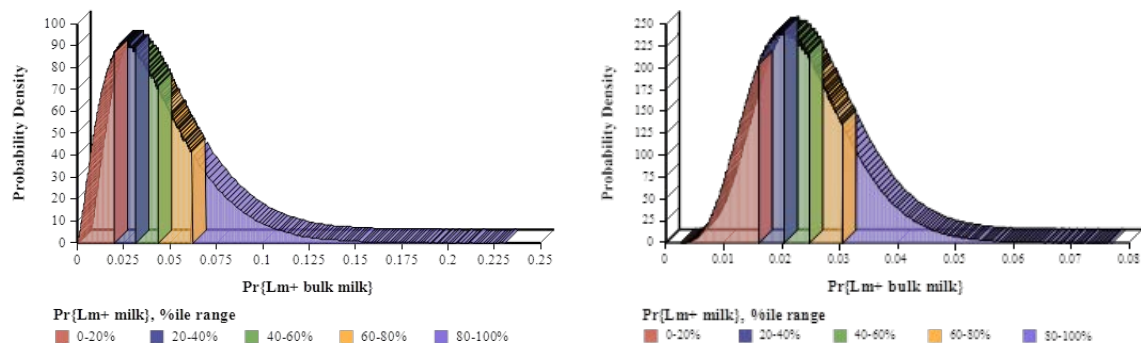 100
90
80
70
60
50
40
30
20
10
0
Probability Density
0 0.025 0.05 0.075 0.1 0.125 0.15 0.175 0.2 0.225 0.25
Pr{Lm+ bulk milk}
Pr{Lm+ milk}, %ile range
0-20% 20-40% 40-60% 60-80% 80-100%
250
225
200
175
150
125
100
75
50
25
0
Probability Density
0 0.01 0.02 0.03 0.04 0.05 0.06 0.07 0.08
Pr{Lm+ bulk milk}
Pr{Lm+ milk}, %ile range
0-20% 20-40% 40-60% 60-80% 80-100%